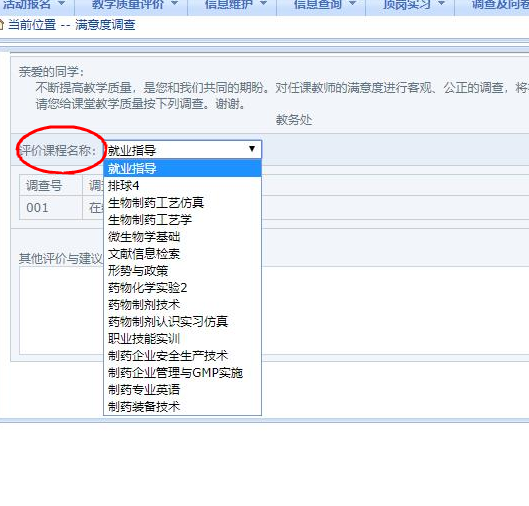 活动报名 教学质量评价 信息维护 信息查询 顶岗实习 调查及问卷
当前位置 -- 满意度调查
亲爱的同学：
不断提高教学质量，是您和我们共同的期盼。对任课教师的满意度进行客观、公正的调查，将
请您给课堂教学质量按下列调查。谢谢。
教务处
评价课程名称： 就业指导
就业指导
排球4
生物制药工艺仿真
生物制药工艺学
微生物学基础
文献信息检索
形势与政策
药物化学实验2
药物制剂技术
药物制剂认识实习仿真
职业技能实训
制药企业安全生产技术
制药企业管理与GMP实施
制药专业英语
制药装备技术
调查号 调
001 在
其他评价与建议